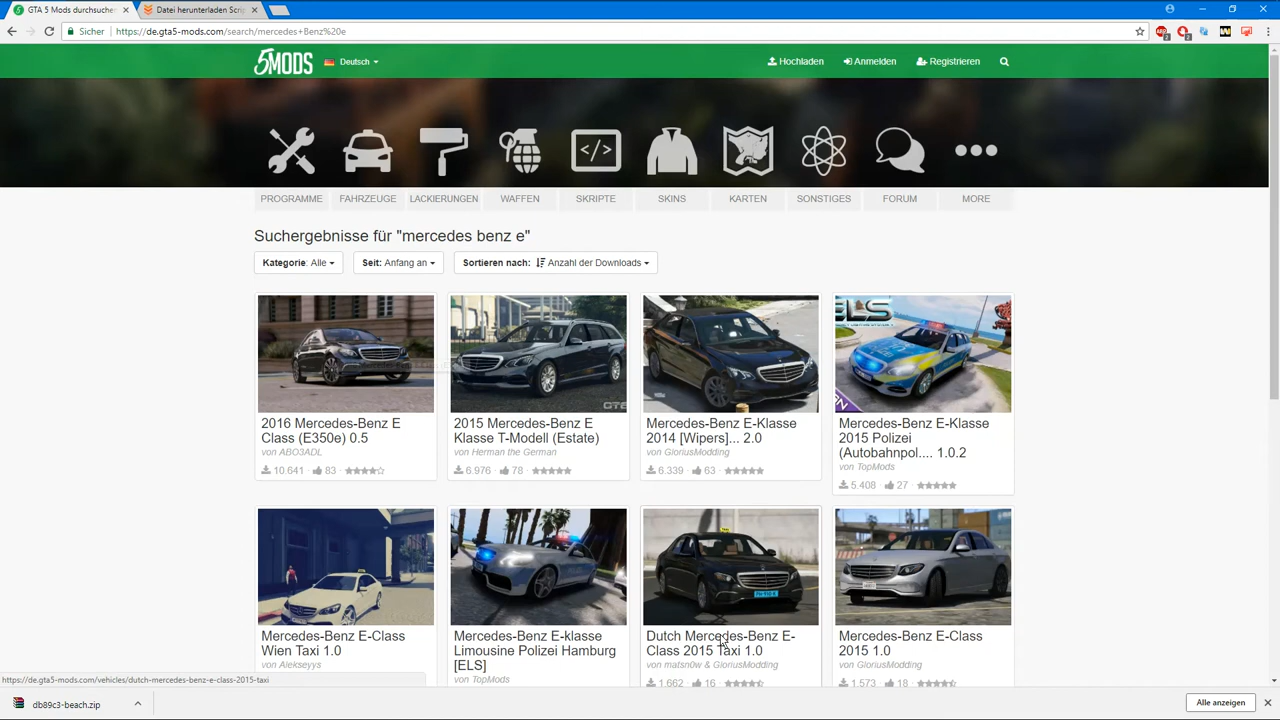 GTA 5 Mods durchsuche
Datei herunterladen Scrip
Sicher
https://de.gta5-mods.com/search/mercedes+Benz%20e
5MODS
Deutsch
Hochladen
Anmelden
Registrieren
PROGRAMME
FAHRZEUGE
LACKIERUNGEN
WAFFEN
SKRIPTE
SKINS
KARTEN
SONSTIGES
FORUM
MORE
Suchergebnisse für "mercedes benz e"
Kategorie: Alle
Seit: Anfang an
Sortieren nach: Anzahl der Downloads
2016 Mercedes-Benz E
Class (E350e) 0.5
von ABO3ADL
10.641 83
2015 Mercedes-Benz E
Klasse T-Modell (Estate)
von Herman the German
6.976 78
Mercedes-Benz E-Klasse
2014 [Wipers]... 2.0
von GloriusModding
6.339 63
ELS
Mercedes-Benz E-Klasse
2015 Polizei
(Autobahnpol.... 1.0.2
von TopMods
5.408 27
Mercedes-Benz E-Class
Wien Taxi 1.0
von Alekseyys
Mercedes-Benz E-klasse
Limousine Polizei Hamburg
[ELS]
von TopMods
TAXI
Dutch Mercedes-Benz E-
Class 2015 Taxi 1.0
von matsn0w & GloriusModding
1.662 16
Mercedes-Benz E-Class
2015 1.0
von GloriusModding
1.573 18
https://de.gta5-mods.com/vehicles/dutch-mercedes-benz-e-class-2015-taxi
db89c3-beach.zip
Alle anzeigen